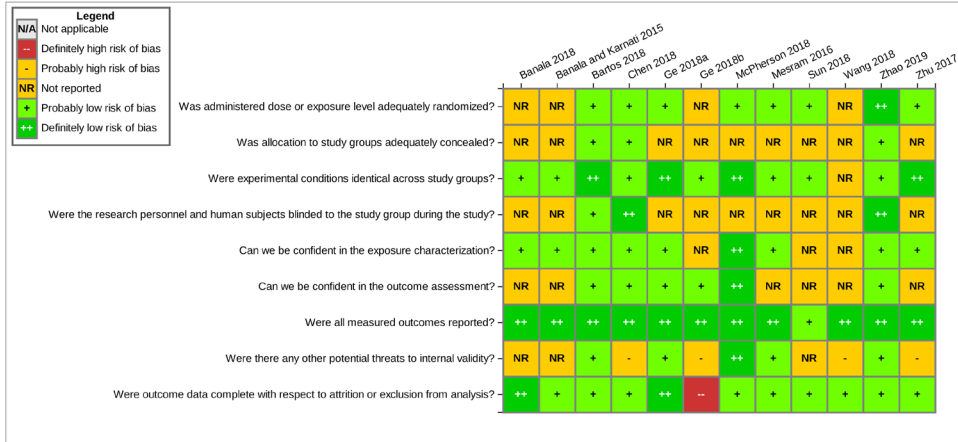 Legend
N/A Not applicable
-- Definitely high risk of bias
- Probably high risk of bias
NR Not reported
+ Probably low risk of bias
++ Definitely low risk of bias
Banala 2018
Banala and Karnati 2015
Bartos 2018
Chen 2018
Ge 2018a
Ge 2018b
McPherson 2018
Mesram 2016
Sun 2018
Wang 2018
Zhao 2019
Zhu 2017
Was administered dose or exposure level adequately randomized? NR NR + + + NR + + + NR ++ +
Was allocation to study groups adequately concealed? NR NR + + NR NR NR NR NR NR + NR
Were experimental conditions identical across study groups? + + ++ + ++ + ++ + + NR + ++
Were the research personnel and human subjects blinded to the study group during the study? NR NR + ++ NR NR NR NR NR NR ++ NR
Can we be confident in the exposure characterization? + + + + + NR ++ + NR NR + +
Can we be confident in the outcome assessment? NR NR + + + + ++ NR NR NR + NR
Were all measured outcomes reported? ++ ++ ++ ++ ++ ++ ++ ++ + ++ ++ ++
Were there any other potential threats to internal validity? NR NR + - + - ++ + NR - + -
Were outcome data complete with respect to attrition or exclusion from analysis? ++ + + + ++ -- + + + + + +